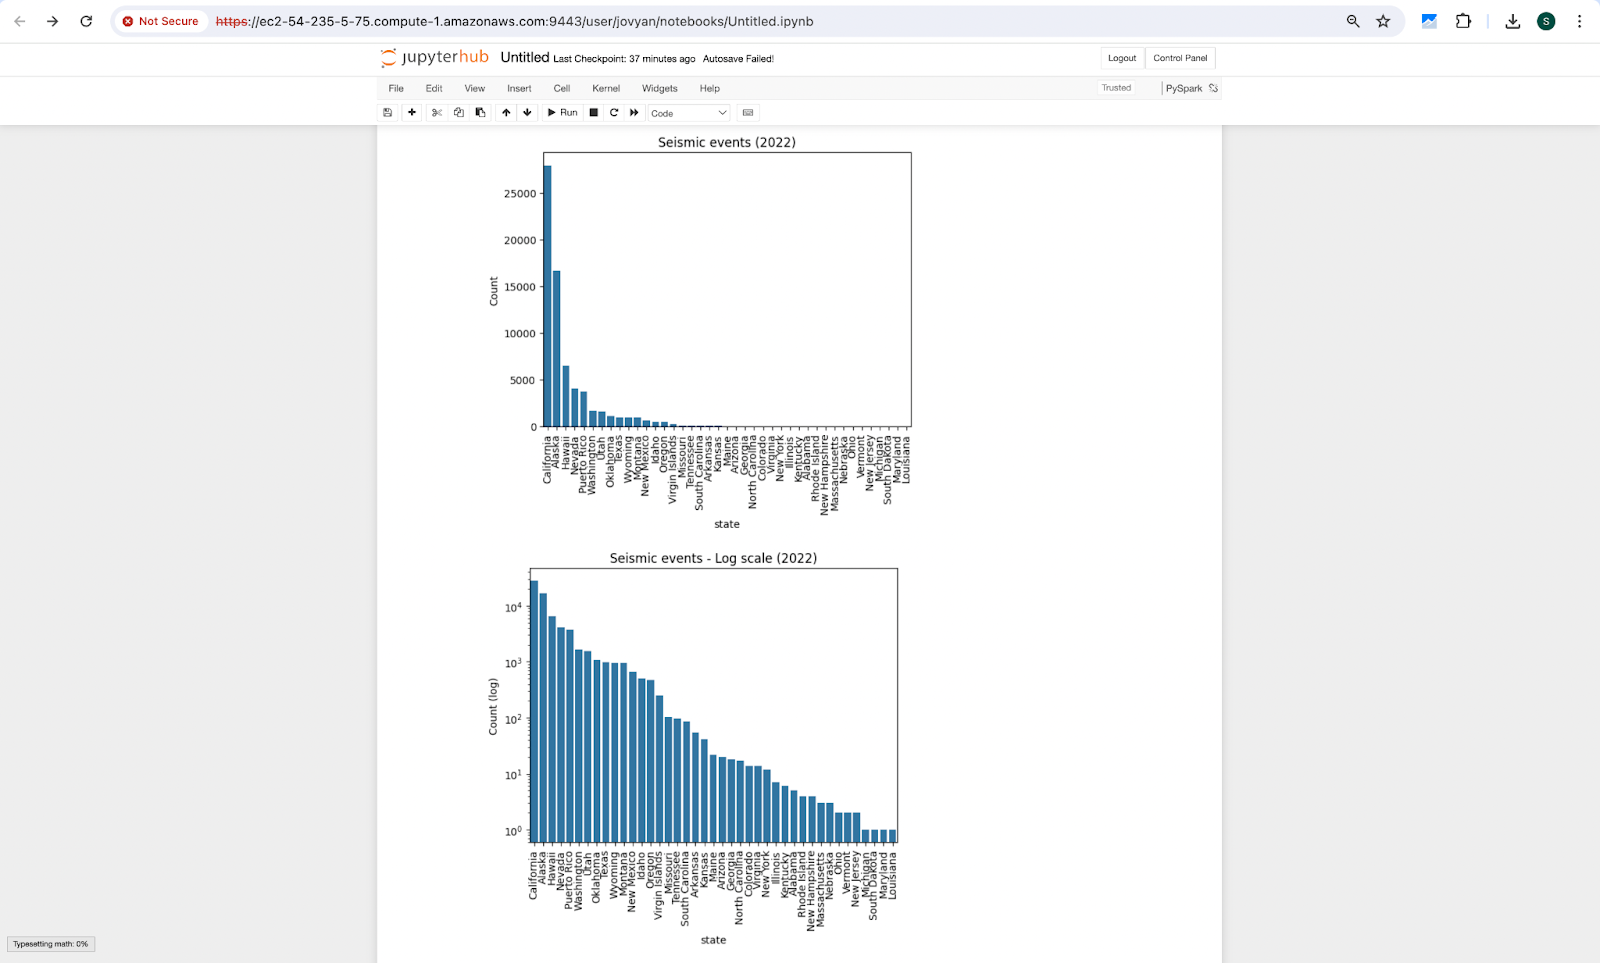 Not Secure https://ec2-54-235-5-75.compute-1.amazonaws.com:9443/user/jovyan/notebooks/Untitled.ipynb S
jupyterhub Untitled Last Checkpoint: 37 minutes ago Autosave Failed! Logout Control Panel
File Edit View Insert Cell Kernel Widgets Help Trusted PySpark
Run Code
Seismic events (2022)
25000
20000
15000
10000
5000
0
Count
California
Alaska
Hawaii
Nevada
Puerto Rico
Washington
Utah
Oklahoma
Texas
Wyoming
Montana
New Mexico
Idaho
Oregon
Virgin Islands
Missouri
Tennessee
South Carolina
Arkansas
Kansas
Maine
Arizona
Georgia
North Carolina
Colorado
Virginia
New York
Illinois
Kentucky
Alabama
Rhode Island
New Hampshire
Massachusetts
Nebraska
Ohio
Vermont
New Jersey
Michigan
South Dakota
Maryland
Louisiana
state
Seismic events - Log scale (2022)
10⁴
10³
10²
10¹
10⁰
Count (log)
California
Alaska
Hawaii
Nevada
Puerto Rico
Washington
Utah
Oklahoma
Texas
Wyoming
Montana
New Mexico
Idaho
Oregon
Virgin Islands
Missouri
Tennessee
South Carolina
Arkansas
Kansas
Maine
Arizona
Georgia
North Carolina
Colorado
Virginia
New York
Illinois
Kentucky
Alabama
Rhode Island
New Hampshire
Massachusetts
Nebraska
Ohio
Vermont
New Jersey
Michigan
South Dakota
Maryland
Louisiana
state
Typesetting math: 0%